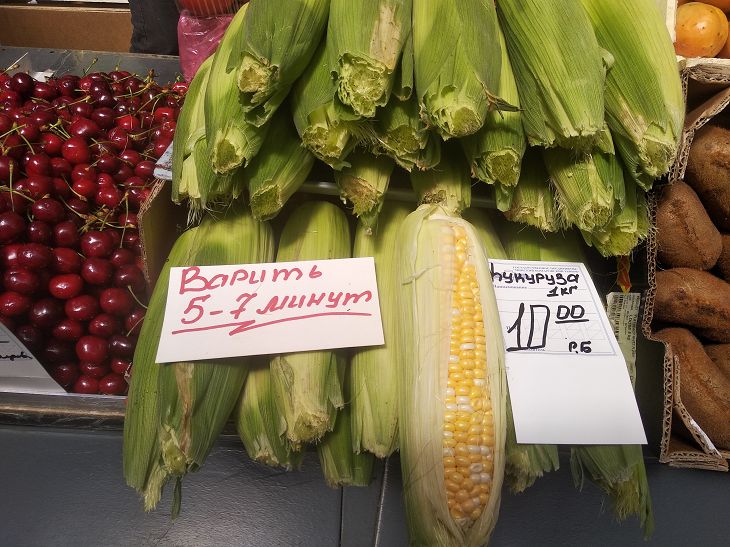 Варить
5-7 минут
Кукуруза
1кг
10 00
Р.Б